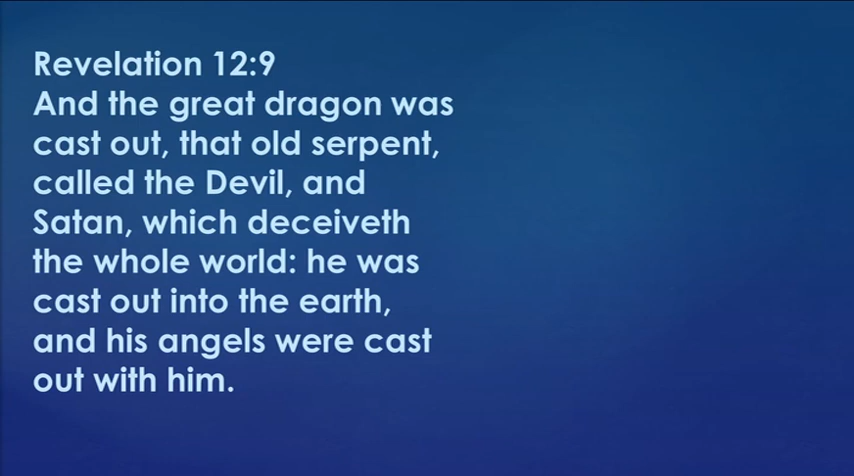 Revelation 12:9
And the great dragon was
cast out, that old serpent,
called the Devil, and
Satan, which deceiveth
the whole world: he was
cast out into the earth,
and his angels were cast
out with him.